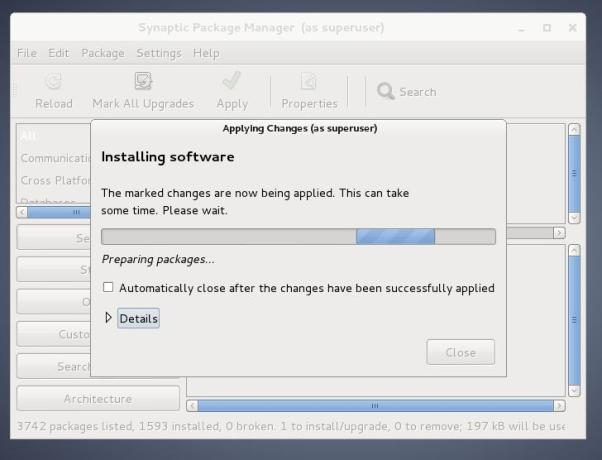 Synaptic Package Manager (as superuser)
File Edit Package Settings Help
Reload Mark All Upgrades Apply Properties Search
Applying Changes (as superuser)
All
Installing software
Communicatio
Cross Platfor
The marked changes are now being applied. This can take
some time. Please wait.
Databases
Se
Preparing packages...
St
Automatically close after the changes have been successfully applied
O
Details
Custo
Close
Search
Architecture
3742 packages listed, 1593 installed, 0 broken. 1 to install/upgrade, 0 to remove; 197 kB will be use